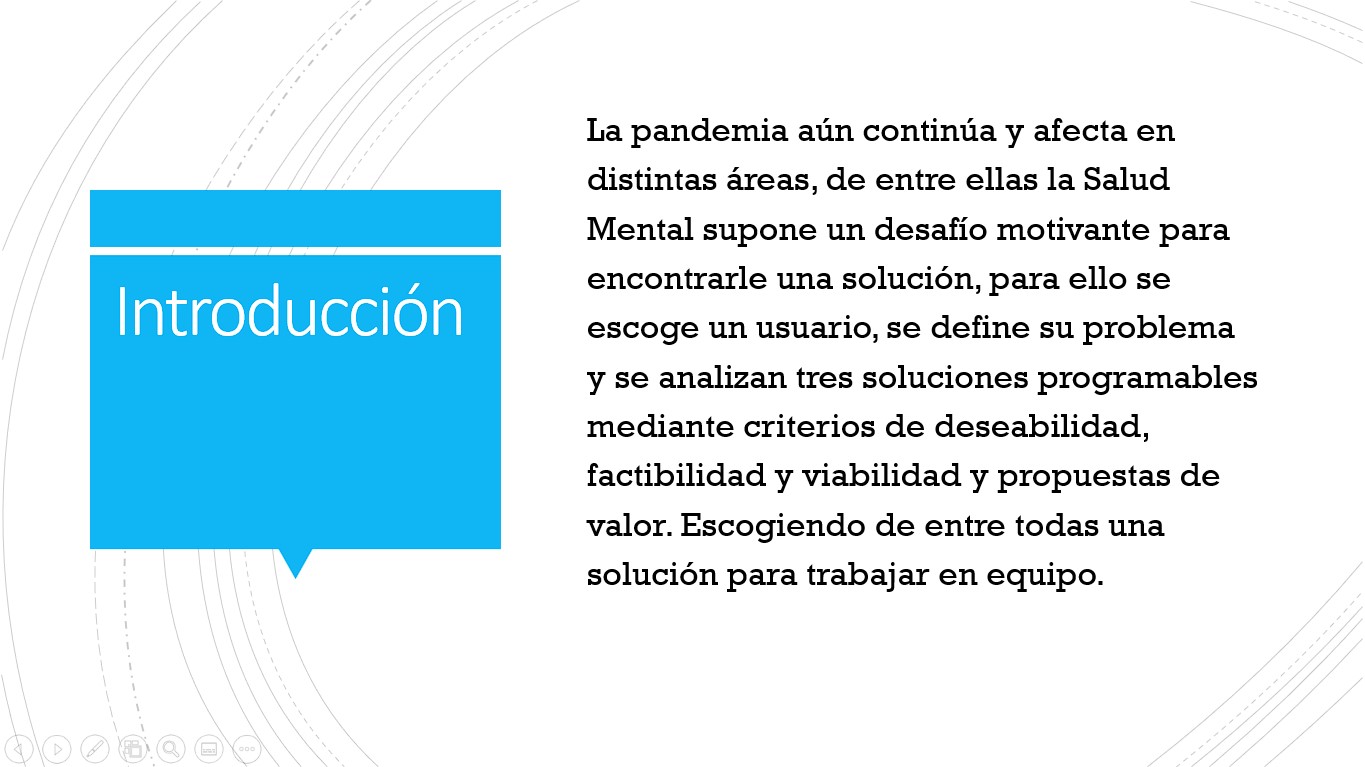 Introducción
La pandemia aún continúa y afecta en
distintas áreas, de entre ellas la Salud
Mental supone un desafío motivante para
encontrarle una solución, para ello se
escoge un usuario, se define su problema
y se analizan tres soluciones programables
mediante criterios de deseabilidad,
factibilidad y viabilidad y propuestas de
valor. Escogiendo de entre todas una
solución para trabajar en equipo.